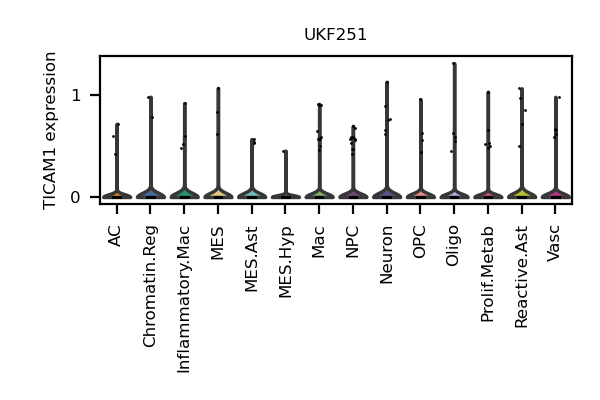 UKF251
TICAM1 expression
1
0
AC
Chromatin.Reg
Inflammatory.Mac
MES
MES.Ast
MES.Hyp
Mac
NPC
Neuron
OPC
Oligo
Prolif.Metab
Reactive.Ast
Vasc